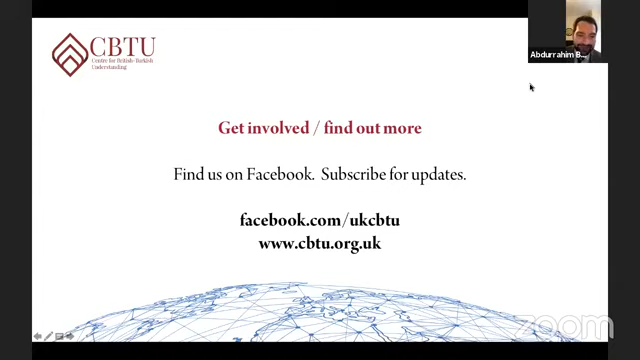 CBTU
Centre for British-Turkish
Understanding
Abdurrahim B...
Get involved / find out more
Find us on Facebook. Subscribe for updates.
facebook.com/ukcbtu
www.cbtu.org.uk
zoom